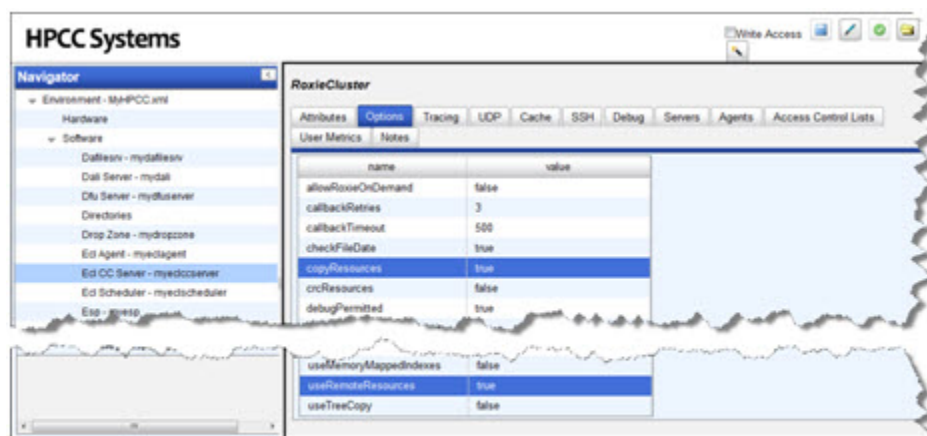 HPCC Systems
Write Access
Navigator
Environment - MyHPCC.xml
Hardware
Software
Dafilesrv - mydafilesrv
Dali Server - mydali
Dfu Server - mydfuserver
Directories
Drop Zone - mydropzone
Ecl Agent - myeclagent
Ecl CC Server - myeclccserver
Ecl Scheduler - myeclscheduler
Esp - myesp
RoxieCluster
Attributes Options Tracing UDP Cache SSH Debug Servers Agents Access Control Lists
User Metrics Notes
name value
allowRoxieOnDemand false
callbackRetries 3
callbackTimeout 500
checkFileDate true
copyResources true
crcResources false
debugPermitted true
useMemoryMappedIndexes false
useRemoteResources true
useTreeCopy false